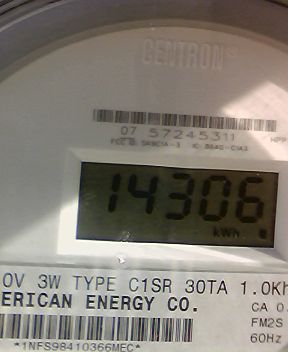 CENTRON®
07 57245311
14306
kWh
0V 3W TYPE C1SR 30TA 1.0Kh
ERICAN ENERGY CO. CA 0.
FM2S
60Hz
*1NFS98410366MEC*